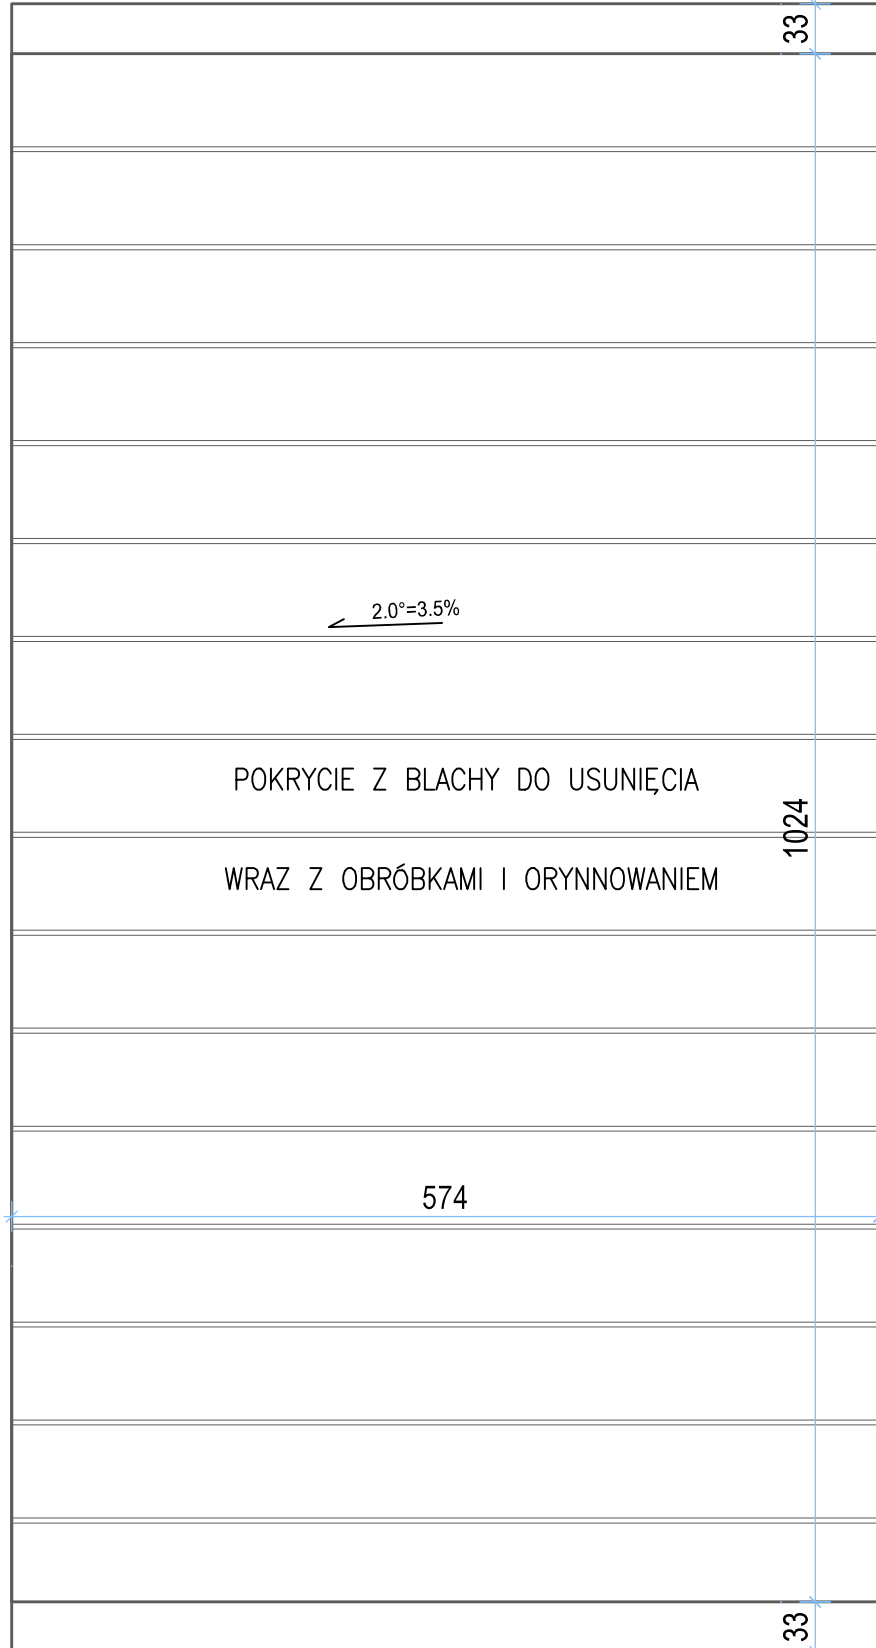 33
2.0°=3.5%
POKRYCIE Z BLACHY DO USUNIĘCIA
1024
WRAZ Z OBRÓBKAMI I ORYNNOWANIEM
574
33